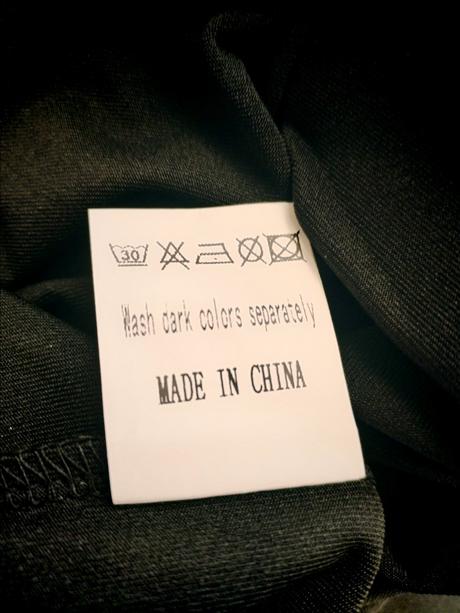 30
Wash dark colors separately
MADE IN CHINA